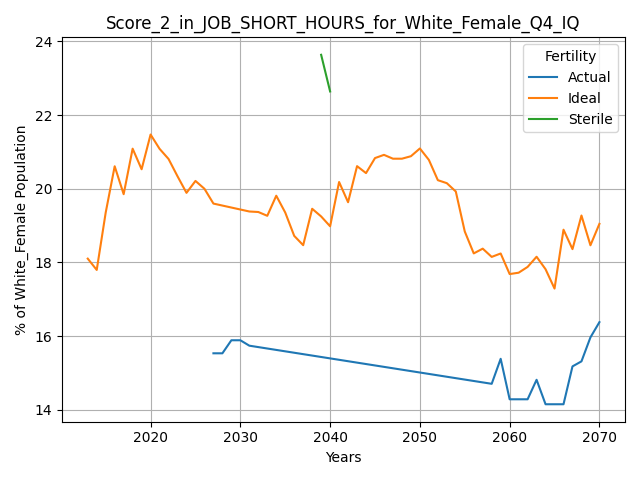 Score_2_in_JOB_SHORT_HOURS_for_White_Female_Q4_IQ
% of White_Female Population
24
22
20
18
16
14
Fertility
Actual
Ideal
Sterile
2020 2030 2040 2050 2060 2070
Years